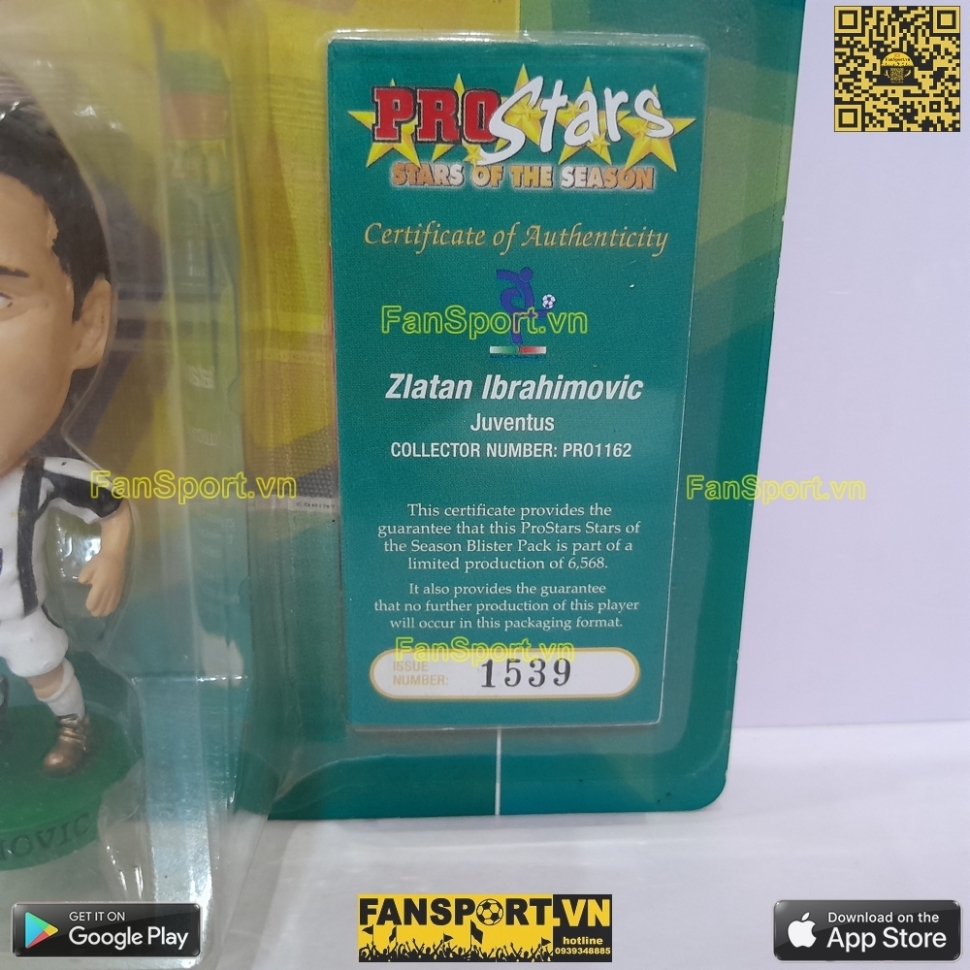 PROStars
STARS OF THE SEASON
Certificate of Authenticity
FanSport.vn
Zlatan Ibrahimovic
Juventus
COLLECTOR NUMBER: PRO1162
FanSport.vn
FanSport.vn
This certificate provides the
guarantee that this ProStars Stars of
the Season Blister Pack is part of a
limited production of 6,568.
It also provides the guarantee
that no further production of this player
will occur in this packaging format.
FanSport.vn
ISSUE
NUMBER: 1539
OVIC
GET IT ON
Google Play
FANSPORT.VN
hotline
0939348885
Download on the
App Store